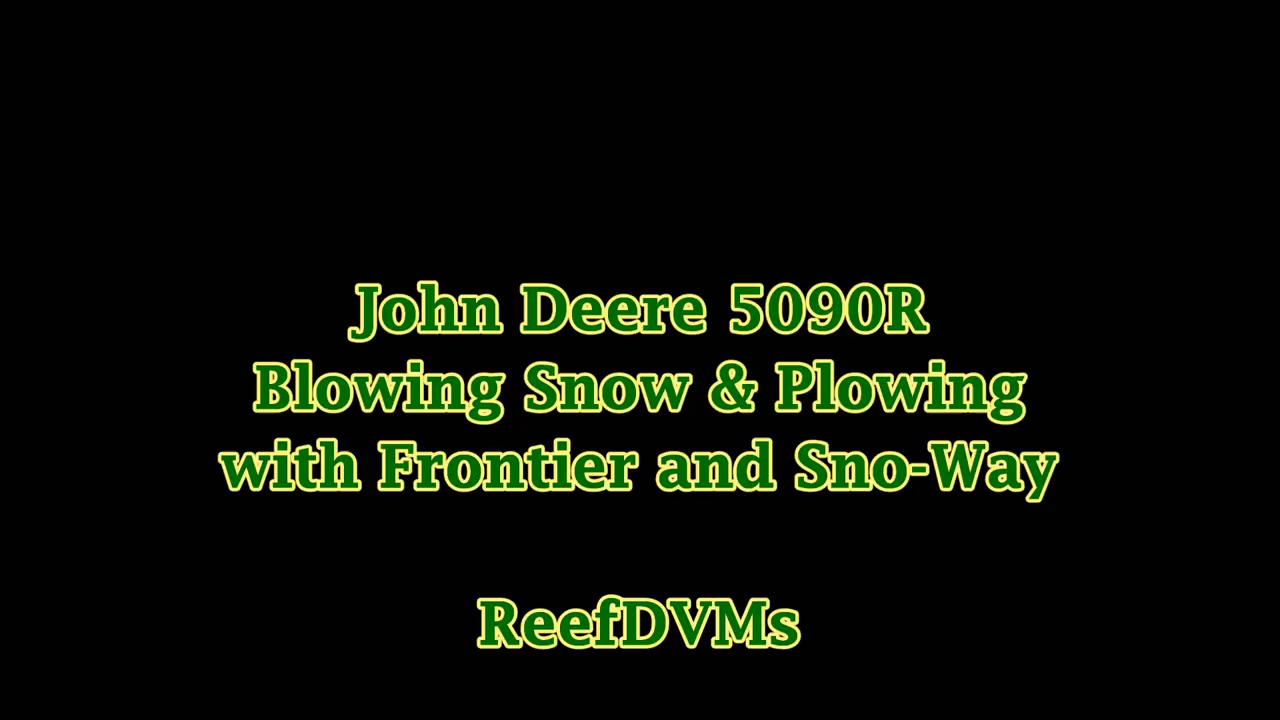 John Deere 5090R
Blowing Snow & Plowing
with Frontier and Sno-Way
ReefDVMs